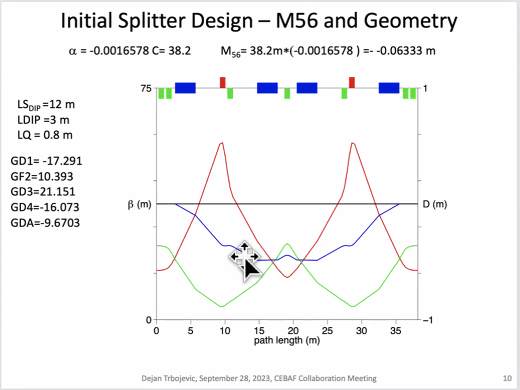 Initial Splitter Design – M56 and Geometry
α = -0.0016578 C= 38.2 M56= 38.2m*(-0.0016578 ) =- -0.06333 m
75 1
LSDIP =12 m
LDIP =3 m
LQ = 0.8 m
GD1= -17.291
GF2=10.393
GD3=21.151
GD4=-16.073
GDA=-9.6703
β (m) D (m)
0 -1
0 5 10 15 20 25 30 35
path length (m)
Dejan Trbojevic, September 28, 2023, CEBAF Collaboration Meeting 10